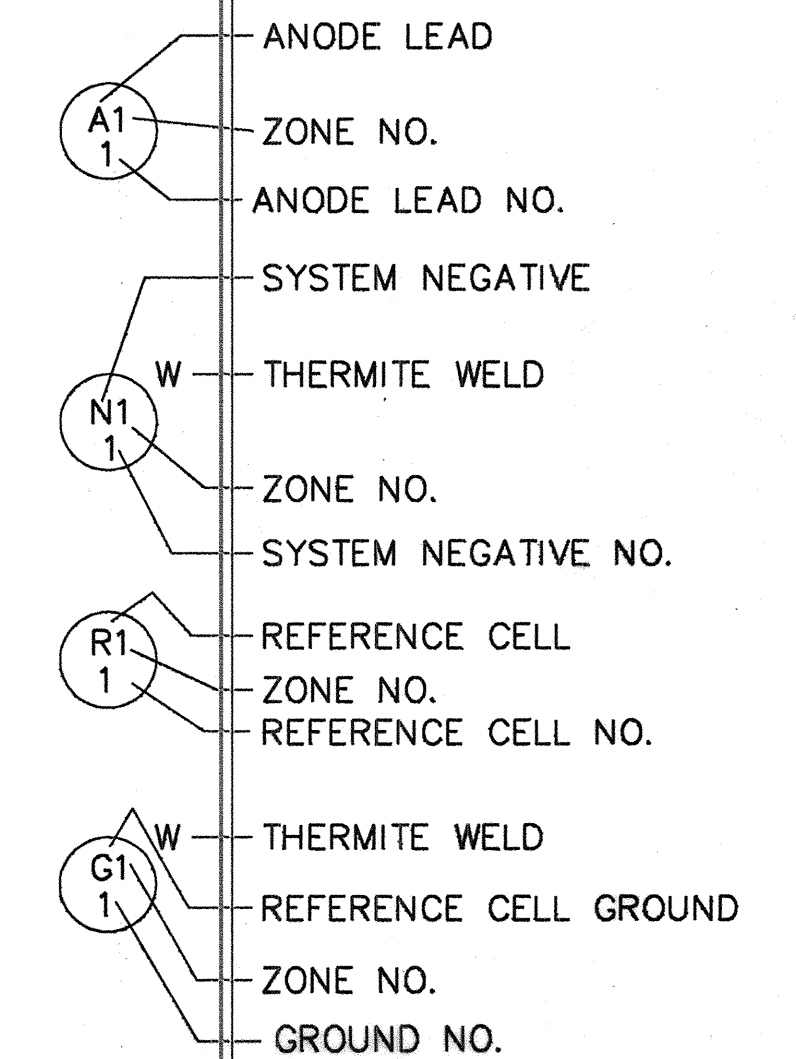 ANODE LEAD
A1
ZONE NO.
1
ANODE LEAD NO.
SYSTEM NEGATIVE
W THERMITE WELD
N1
1
ZONE NO.
SYSTEM NEGATIVE NO.
R1
REFERENCE CELL
1
ZONE NO.
REFERENCE CELL NO.
W THERMITE WELD
G1
1
REFERENCE CELL GROUND
ZONE NO.
GROUND NO.